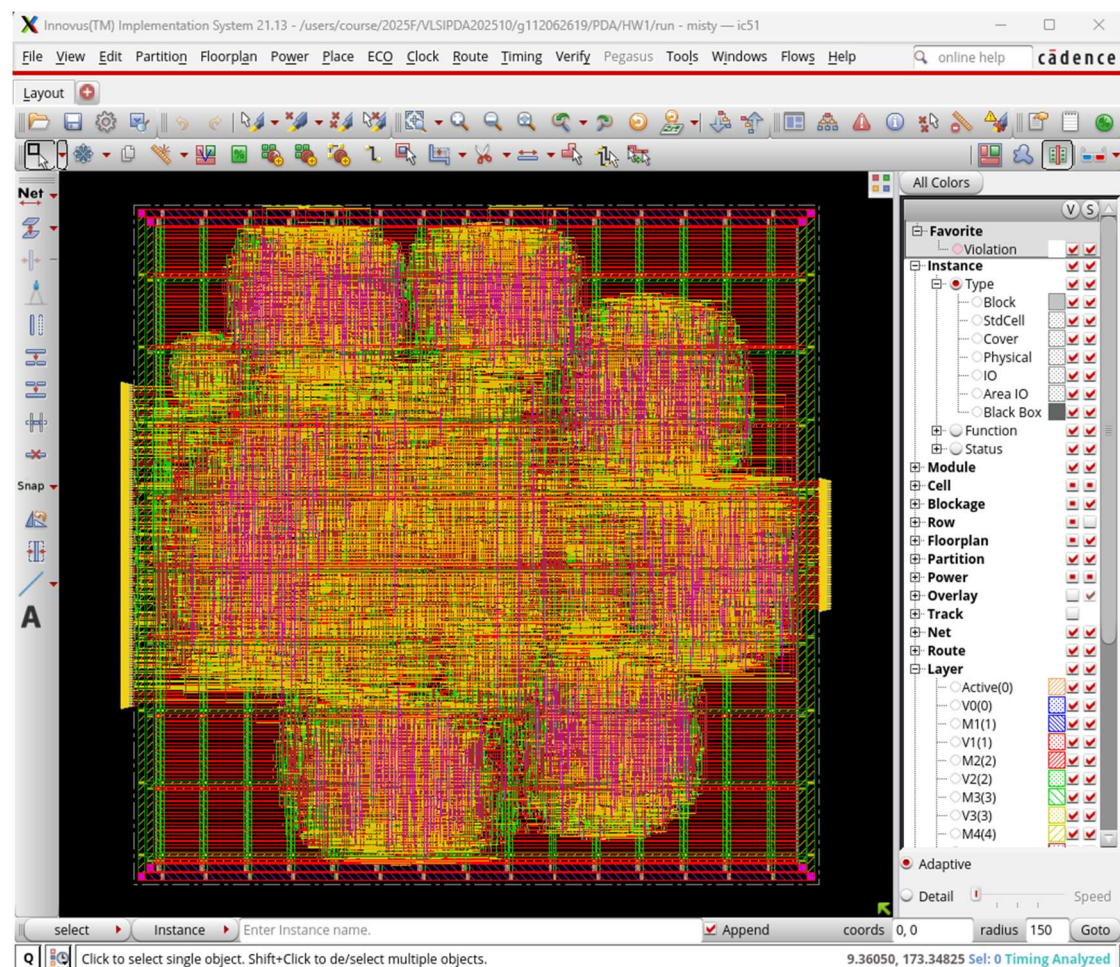 Innovus(TM) Implementation System 21.13 - /users/course/2025F/VLSIPDA202510/g112062619/PDA/HW1/run - misty — ic51
File View Edit Partition Floorplan Power Place ECO Clock Route Timing Verify Pegasus Tools Windows Flows Help online help cādence
Layout
All Colors
Net
V S
Favorite
Violation
Instance
Type
Block
StdCell
Cover
Physical
IO
Area IO
Black Box
Function
Status
Module
Cell
Blockage
Row
Floorplan
Partition
Power
Overlay
Track
Net
Route
Layer
Active(0)
V0(0)
M1(1)
V1(1)
M2(2)
V2(2)
M3(3)
V3(3)
M4(4)
Snap
A
Adaptive
Detail Speed
select Instance Enter Instance name. Append coords 0, 0 radius 150 Goto
Q Click to select single object. Shift+Click to de/select multiple objects. 9.36050, 173.34825 Sel: 0 Timing Analyzed